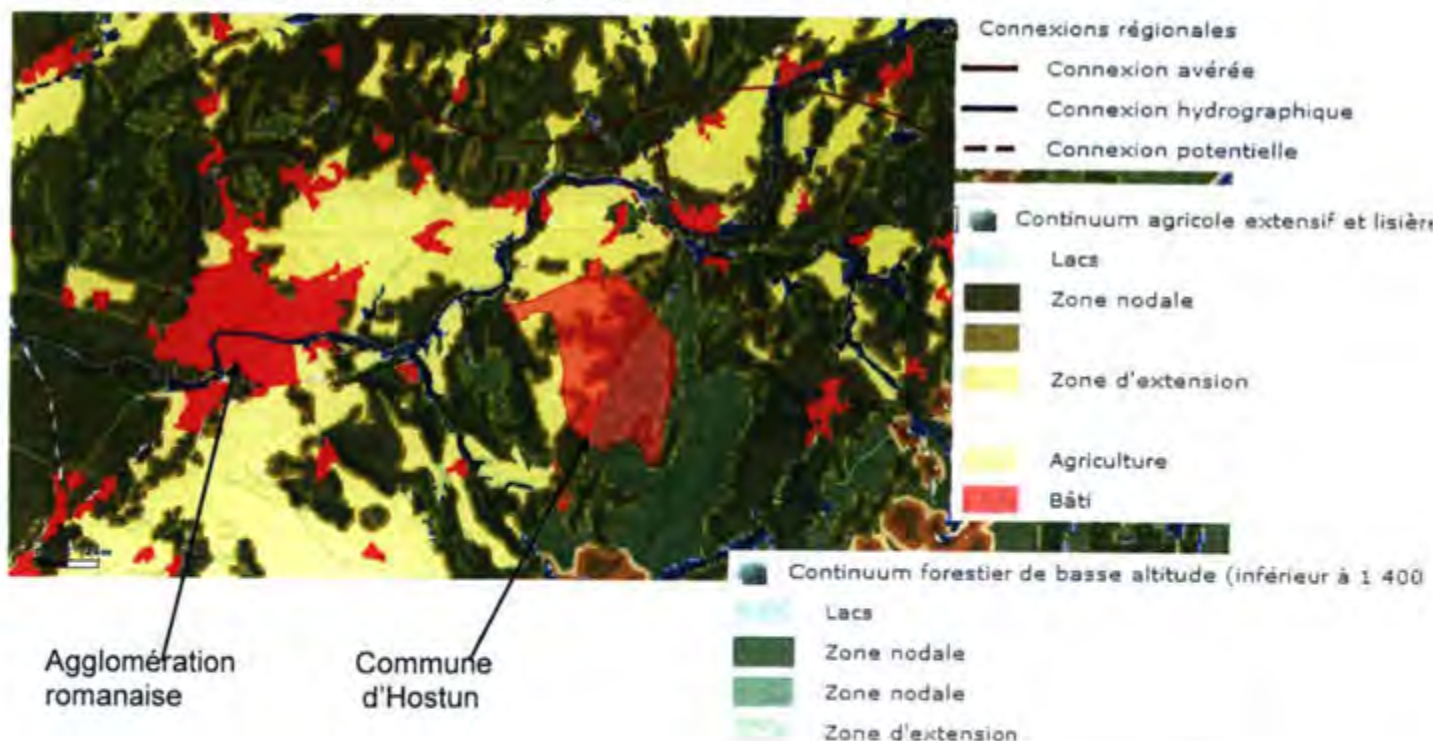 Connexions régionales
Connexion avérée
Connexion hydrographique
Connexion potentielle
Continuum agricole extensif et lisière
Lacs
Zone nodale
Zone d'extension
Agriculture
Bâti
Continuum forestier de basse altitude (inférieur à 1 400
Lacs
Zone nodale
Zone nodale
Zone d'extension
Agglomération
romanaise
Commune
d'Hostun